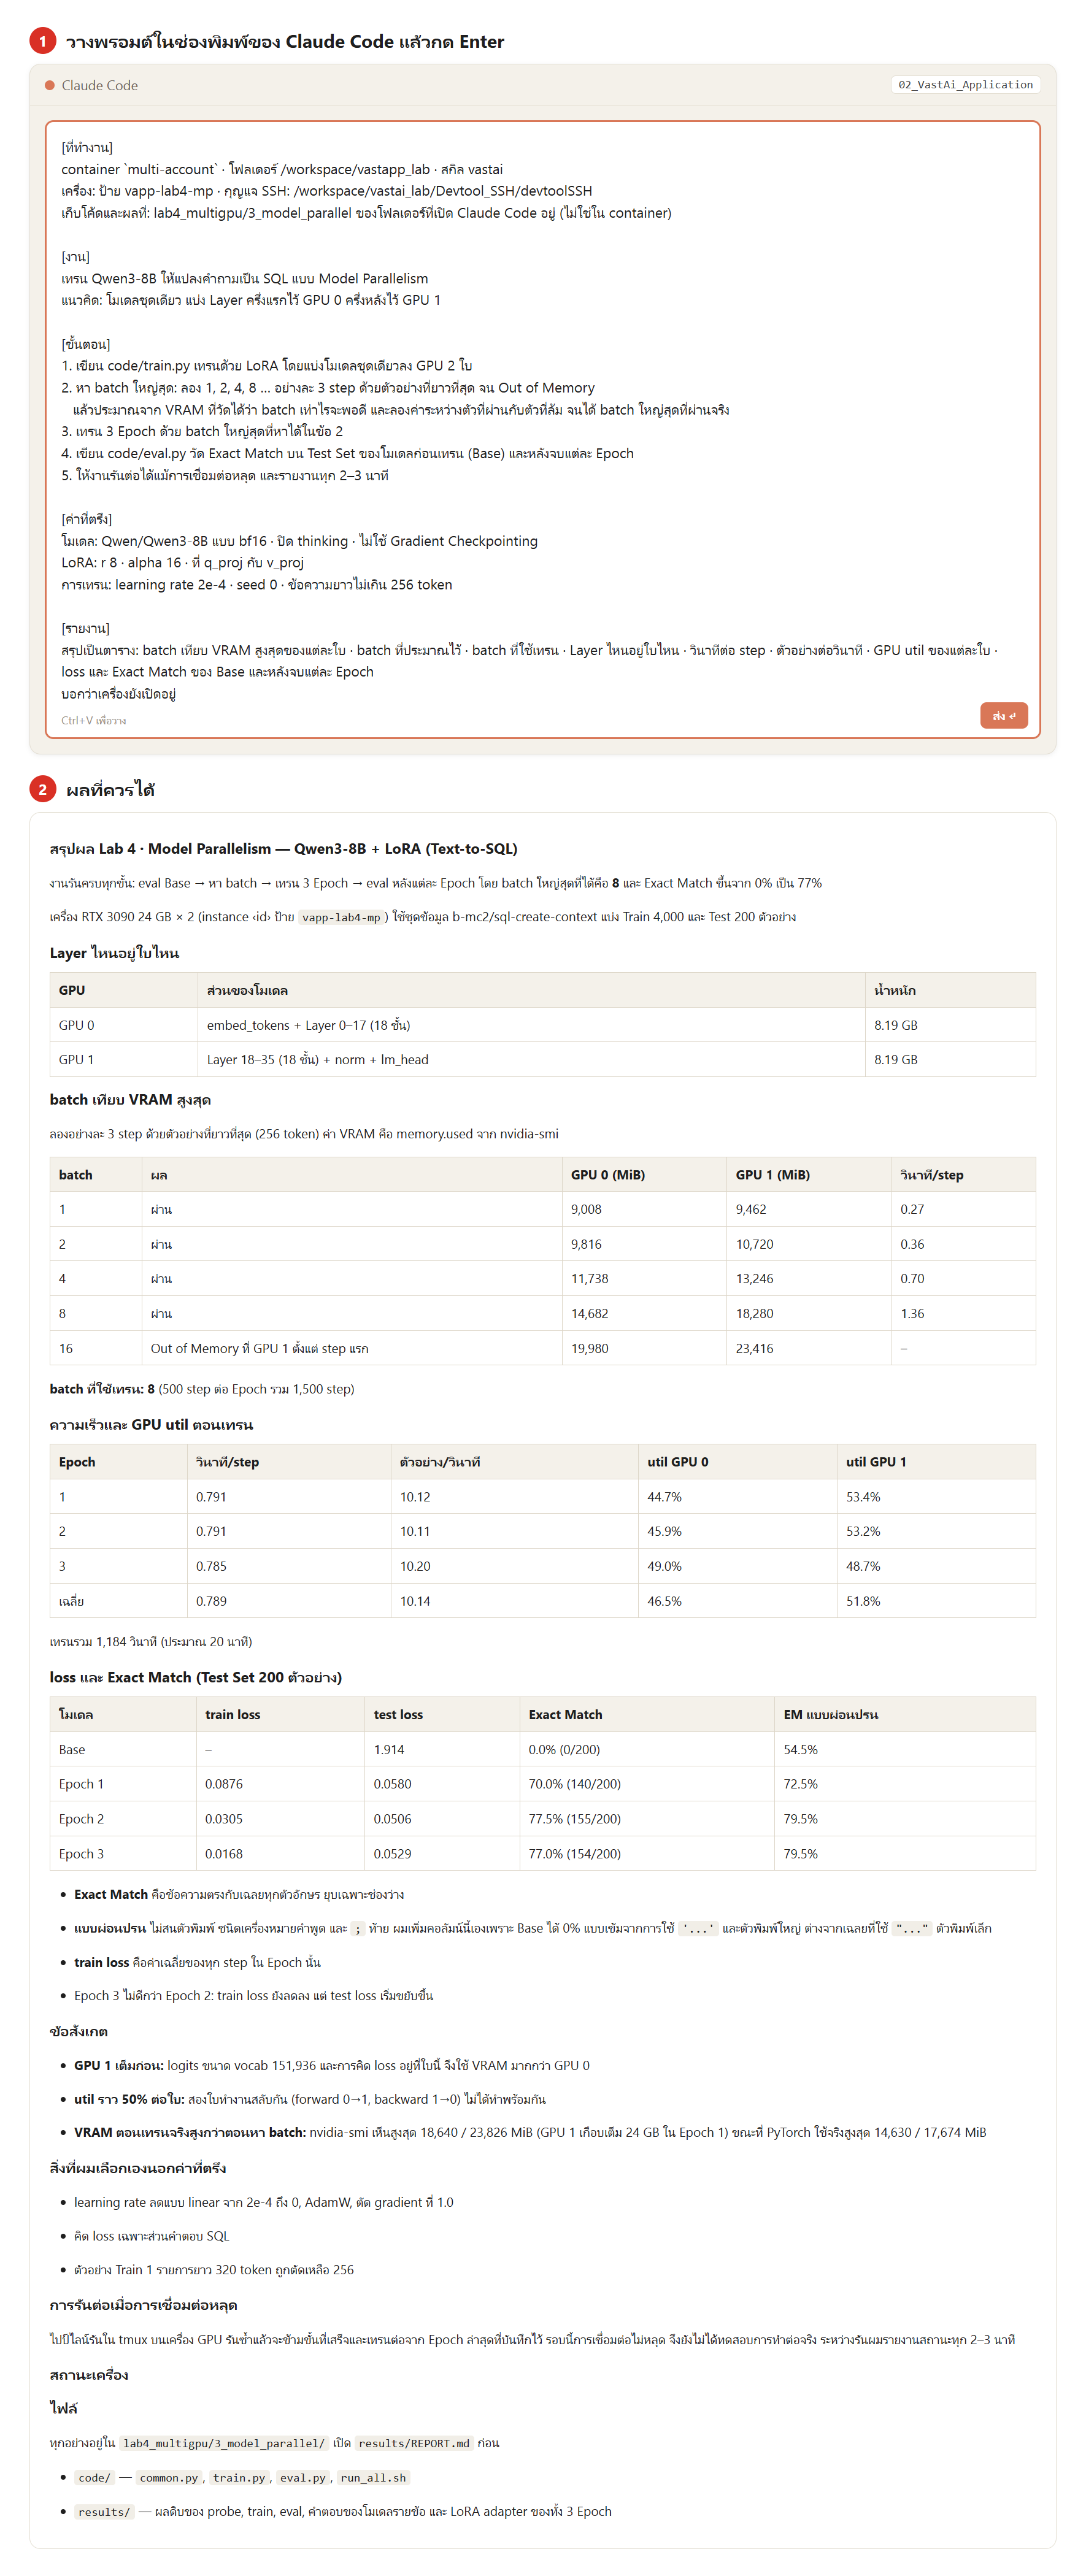 1 วางพรอมต์ในช่องพิมพ์ของ Claude Code แล้วกด Enter
Claude Code 02_VastAi_Application
[ที่ทำงาน]
container `multi-account` · โฟลเดอร์ /workspace/vastapp_lab · สกิล vastai
เครื่อง: ป้าย vapp-lab4-mp · กุญแจ SSH: /workspace/vastai_lab/Devtool_SSH/devtoolSSH
เก็บโค้ดและผลที่: lab4_multigpu/3_model_parallel ของโฟลเดอร์ที่เปิด Claude Code อยู่ (ไม่ใช่ใน container)
[งาน]
เทรน Qwen3-8B ให้แปลงคำถามเป็น SQL แบบ Model Parallelism
แนวคิด: โมเดลชุดเดียว แบ่ง Layer ครึ่งแรกไว้ GPU 0 ครึ่งหลังไว้ GPU 1
[ขั้นตอน]
1. เขียน code/train.py เทรนด้วย LoRA โดยแบ่งโมเดลชุดเดียวลง GPU 2 ใบ
2. หา batch ใหญ่สุด: ลอง 1, 2, 4, 8 … อย่างละ 3 step ด้วยตัวอย่างที่ยาวที่สุด จน Out of Memory
แล้วประมาณจาก VRAM ที่วัดได้ว่า batch เท่าไรจะพอดี และลองค่าระหว่างตัวที่ผ่านกับตัวที่ล้ม จนได้ batch ใหญ่สุดที่ผ่านจริง
3. เทรน 3 Epoch ด้วย batch ใหญ่สุดที่หาได้ในข้อ 2
4. เขียน code/eval.py วัด Exact Match บน Test Set ของโมเดลก่อนเทรน (Base) และหลังจบแต่ละ Epoch
5. ให้งานรันต่อได้แม้การเชื่อมต่อหลุด และรายงานทุก 2–3 นาที
[ค่าที่ตรึง]
โมเดล: Qwen/Qwen3-8B แบบ bf16 · ปิด thinking · ไม่ใช้ Gradient Checkpointing
LoRA: r 8 · alpha 16 · ที่ q_proj กับ v_proj
การเทรน: learning rate 2e-4 · seed 0 · ข้อความยาวไม่เกิน 256 token
[รายงาน]
สรุปเป็นตาราง: batch เทียบ VRAM สูงสุดของแต่ละใบ · batch ที่ประมาณไว้ · batch ที่ใช้เทรน · Layer ไหนอยู่ใบไหน · วินาทีต่อ step · ตัวอย่างต่อวินาที · GPU util ของแต่ละใบ ·
loss และ Exact Match ของ Base และหลังจบแต่ละ Epoch
บอกว่าเครื่องยังเปิดอยู่
Ctrl+V เพื่อวาง ส่ง ⏎
2 ผลที่ควรได้
สรุปผล Lab 4 · Model Parallelism — Qwen3-8B + LoRA (Text-to-SQL)
งานรันครบทุกขั้น: eval Base → หา batch → เทรน 3 Epoch → eval หลังแต่ละ Epoch โดย batch ใหญ่สุดที่ได้คือ 8 และ Exact Match ขึ้นจาก 0% เป็น 77%
เครื่อง RTX 3090 24 GB × 2 (instance ‹id› ป้าย vapp-lab4-mp) ใช้ชุดข้อมูล b-mc2/sql-create-context แบ่ง Train 4,000 และ Test 200 ตัวอย่าง
Layer ไหนอยู่ใบไหน
GPU ส่วนของโมเดล น้ำหนัก
GPU 0 embed_tokens + Layer 0–17 (18 ชั้น) 8.19 GB
GPU 1 Layer 18–35 (18 ชั้น) + norm + lm_head 8.19 GB
batch เทียบ VRAM สูงสุด
ลองอย่างละ 3 step ด้วยตัวอย่างที่ยาวที่สุด (256 token) ค่า VRAM คือ memory.used จาก nvidia-smi
batch ผล GPU 0 (MiB) GPU 1 (MiB) วินาที/step
1 ผ่าน 9,008 9,462 0.27
2 ผ่าน 9,816 10,720 0.36
4 ผ่าน 11,738 13,246 0.70
8 ผ่าน 14,682 18,280 1.36
16 Out of Memory ที่ GPU 1 ตั้งแต่ step แรก 19,980 23,416 –
batch ที่ใช้เทรน: 8 (500 step ต่อ Epoch รวม 1,500 step)
ความเร็วและ GPU util ตอนเทรน
Epoch วินาที/step ตัวอย่าง/วินาที util GPU 0 util GPU 1
1 0.791 10.12 44.7% 53.4%
2 0.791 10.11 45.9% 53.2%
3 0.785 10.20 49.0% 48.7%
เฉลี่ย 0.789 10.14 46.5% 51.8%
เทรนรวม 1,184 วินาที (ประมาณ 20 นาที)
loss และ Exact Match (Test Set 200 ตัวอย่าง)
โมเดล train loss test loss Exact Match EM แบบผ่อนปรน
Base – 1.914 0.0% (0/200) 54.5%
Epoch 1 0.0876 0.0580 70.0% (140/200) 72.5%
Epoch 2 0.0305 0.0506 77.5% (155/200) 79.5%
Epoch 3 0.0168 0.0529 77.0% (154/200) 79.5%
• Exact Match คือข้อความตรงกับเฉลยทุกตัวอักษร ยุบเฉพาะช่องว่าง
• แบบผ่อนปรน ไม่สนตัวพิมพ์ ชนิดเครื่องหมายคำพูด และ ; ท้าย ผมเพิ่มคอลัมน์นี้เองเพราะ Base ได้ 0% แบบเข้มจากการใช้ '...' และตัวพิมพ์ใหญ่ ต่างจากเฉลยที่ใช้ "..." ตัวพิมพ์เล็ก
• train loss คือค่าเฉลี่ยของทุก step ใน Epoch นั้น
• Epoch 3 ไม่ดีกว่า Epoch 2: train loss ยังลดลง แต่ test loss เริ่มขยับขึ้น
ข้อสังเกต
• GPU 1 เต็มก่อน: logits ขนาด vocab 151,936 และการคิด loss อยู่ที่ใบนี้ จึงใช้ VRAM มากกว่า GPU 0
• util ราว 50% ต่อใบ: สองใบทำงานสลับกัน (forward 0→1, backward 1→0) ไม่ได้ทำพร้อมกัน
• VRAM ตอนเทรนจริงสูงกว่าตอนหา batch: nvidia-smi เห็นสูงสุด 18,640 / 23,826 MiB (GPU 1 เกือบเต็ม 24 GB ใน Epoch 1) ขณะที่ PyTorch ใช้จริงสูงสุด 14,630 / 17,674 MiB
สิ่งที่ผมเลือกเองนอกค่าที่ตรึง
• learning rate ลดแบบ linear จาก 2e-4 ถึง 0, AdamW, ตัด gradient ที่ 1.0
• คิด loss เฉพาะส่วนคำตอบ SQL
• ตัวอย่าง Train 1 รายการยาว 320 token ถูกตัดเหลือ 256
การรันต่อเมื่อการเชื่อมต่อหลุด
ไปป์ไลน์รันใน tmux บนเครื่อง GPU รันซ้ำแล้วจะข้ามขั้นที่เสร็จและเทรนต่อจาก Epoch ล่าสุดที่บันทึกไว้ รอบนี้การเชื่อมต่อไม่หลุด จึงยังไม่ได้ทดสอบการทำต่อจริง ระหว่างรันผมรายงานสถานะทุก 2–3 นาที
สถานะเครื่อง
ไฟล์
ทุกอย่างอยู่ใน lab4_multigpu/3_model_parallel/ เปิด results/REPORT.md ก่อน
• code/ — common.py, train.py, eval.py, run_all.sh
• results/ — ผลดิบของ probe, train, eval, คำตอบของโมเดลรายข้อ และ LoRA adapter ของทั้ง 3 Epoch